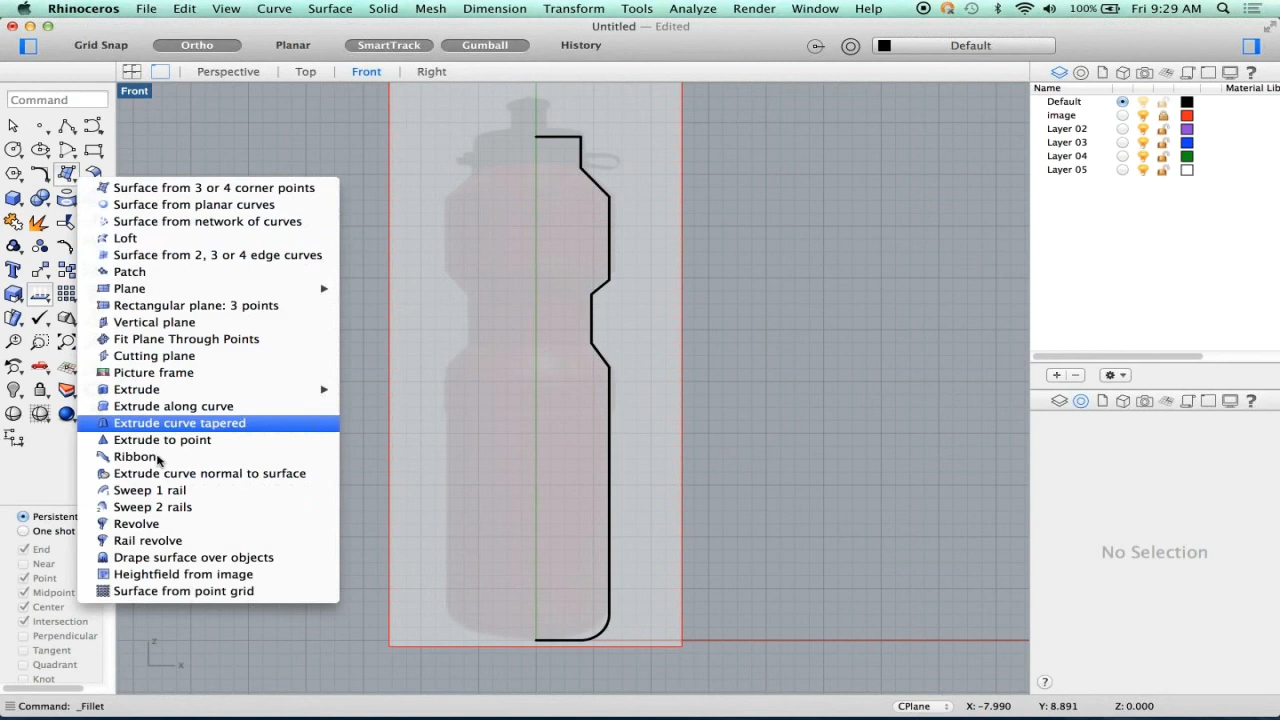 Rhinoceros File Edit View Curve Surface Solid Mesh Dimension Transform Tools Analyze Render Window Help 100% Fri 9:29 AM
Untitled — Edited
Grid Snap Ortho Planar SmartTrack Gumball History Default
Perspective Top Front Right
Front
Command
Surface from 3 or 4 corner points
Surface from planar curves
Surface from network of curves
Loft
Surface from 2, 3 or 4 edge curves
Patch
Plane
Rectangular plane: 3 points
Vertical plane
Fit Plane Through Points
Cutting plane
Picture frame
Extrude
Extrude along curve
Extrude curve tapered
Extrude to point
Ribbon
Extrude curve normal to surface
Sweep 1 rail
Sweep 2 rails
Revolve
Rail revolve
Drape surface over objects
Heightfield from image
Surface from point grid
Persistent
One shot
End
Near
Point
Midpoint
Center
Intersection
Perpendicular
Tangent
Quadrant
Knot
z
x
Name Material Lib
Default
image
Layer 02
Layer 03
Layer 04
Layer 05
No Selection
Command: _Fillet CPlane X: -7.990 Y: 8.891 Z: 0.000